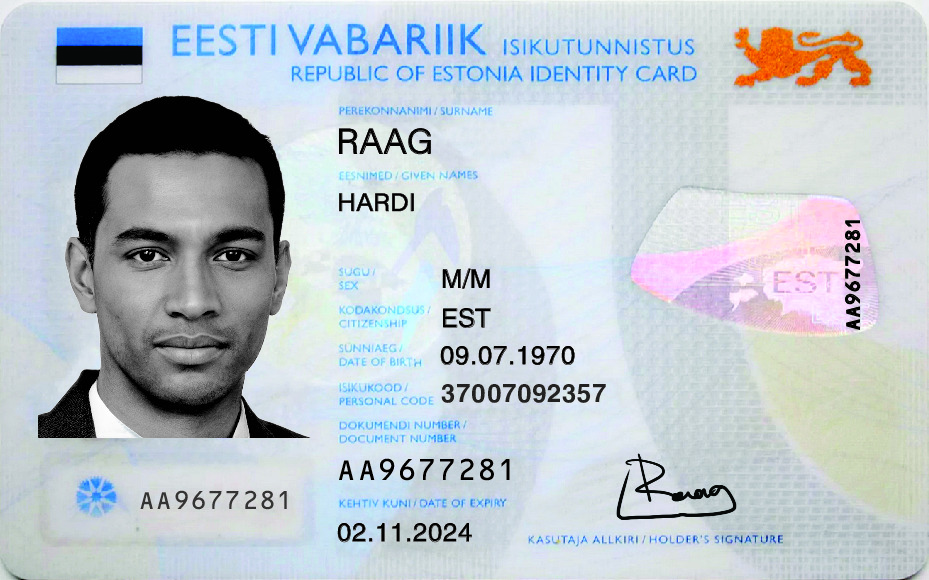 EESTI VABARIIK ISIKUTUNNISTUS
REPUBLIC OF ESTONIA IDENTITY CARD
PEREKONNANIMI / SURNAME
RAAG
EESNIMED / GIVEN NAMES
HARDI
SUGU / SEX
M/M
KODAKONDSUS / CITIZENSHIP
EST
SÜNNIAEG / DATE OF BIRTH
09.07.1970
ISIKUKOOD / PERSONAL CODE
37007092357
DOKUMENDI NUMBER / DOCUMENT NUMBER
AA9677281
KEHTIV KUNI / DATE OF EXPIRY
02.11.2024
AA9677281
EST
AA9677281
Raag
KASUTAJA ALLKIRI / HOLDER'S SIGNATURE